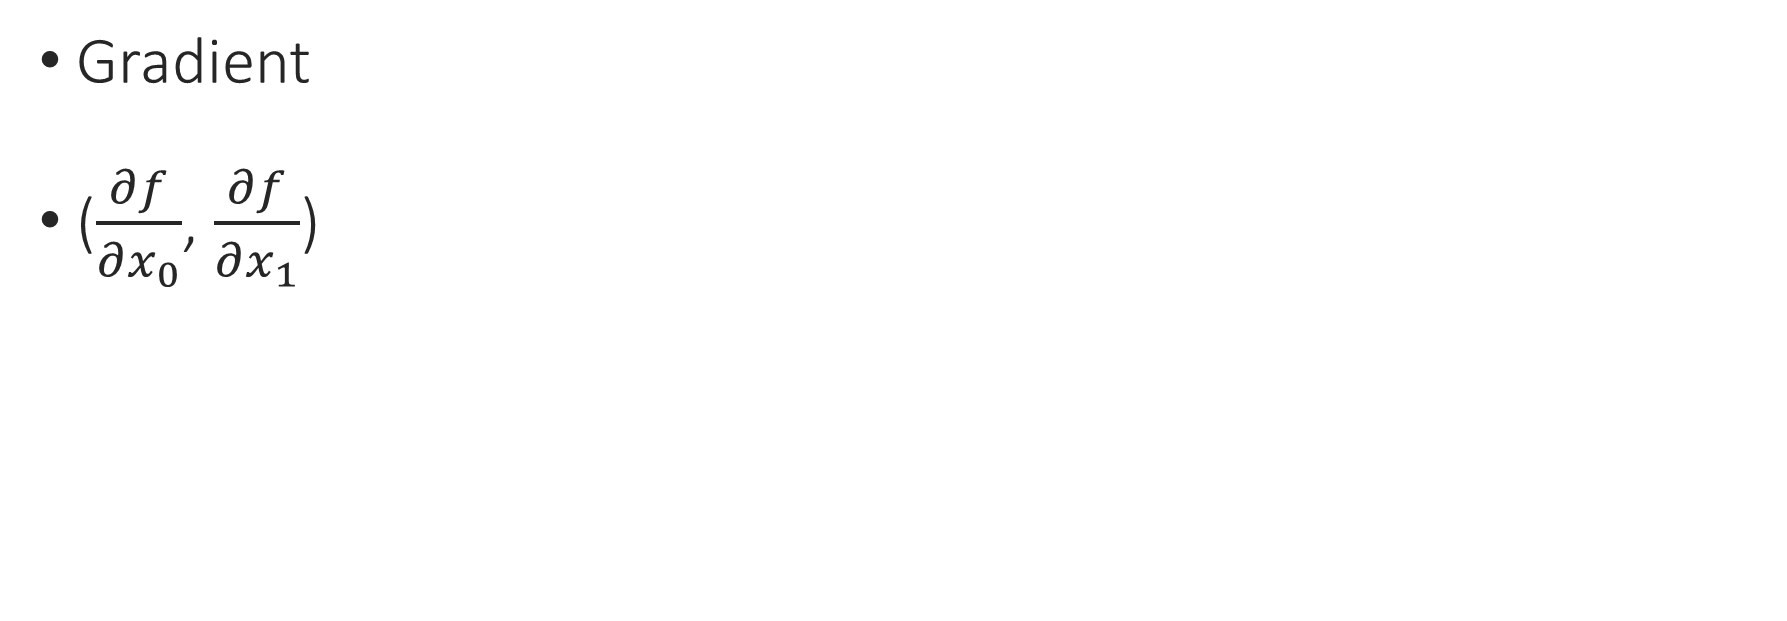 • Gradient
• (∂f/∂x₀, ∂f/∂x₁)